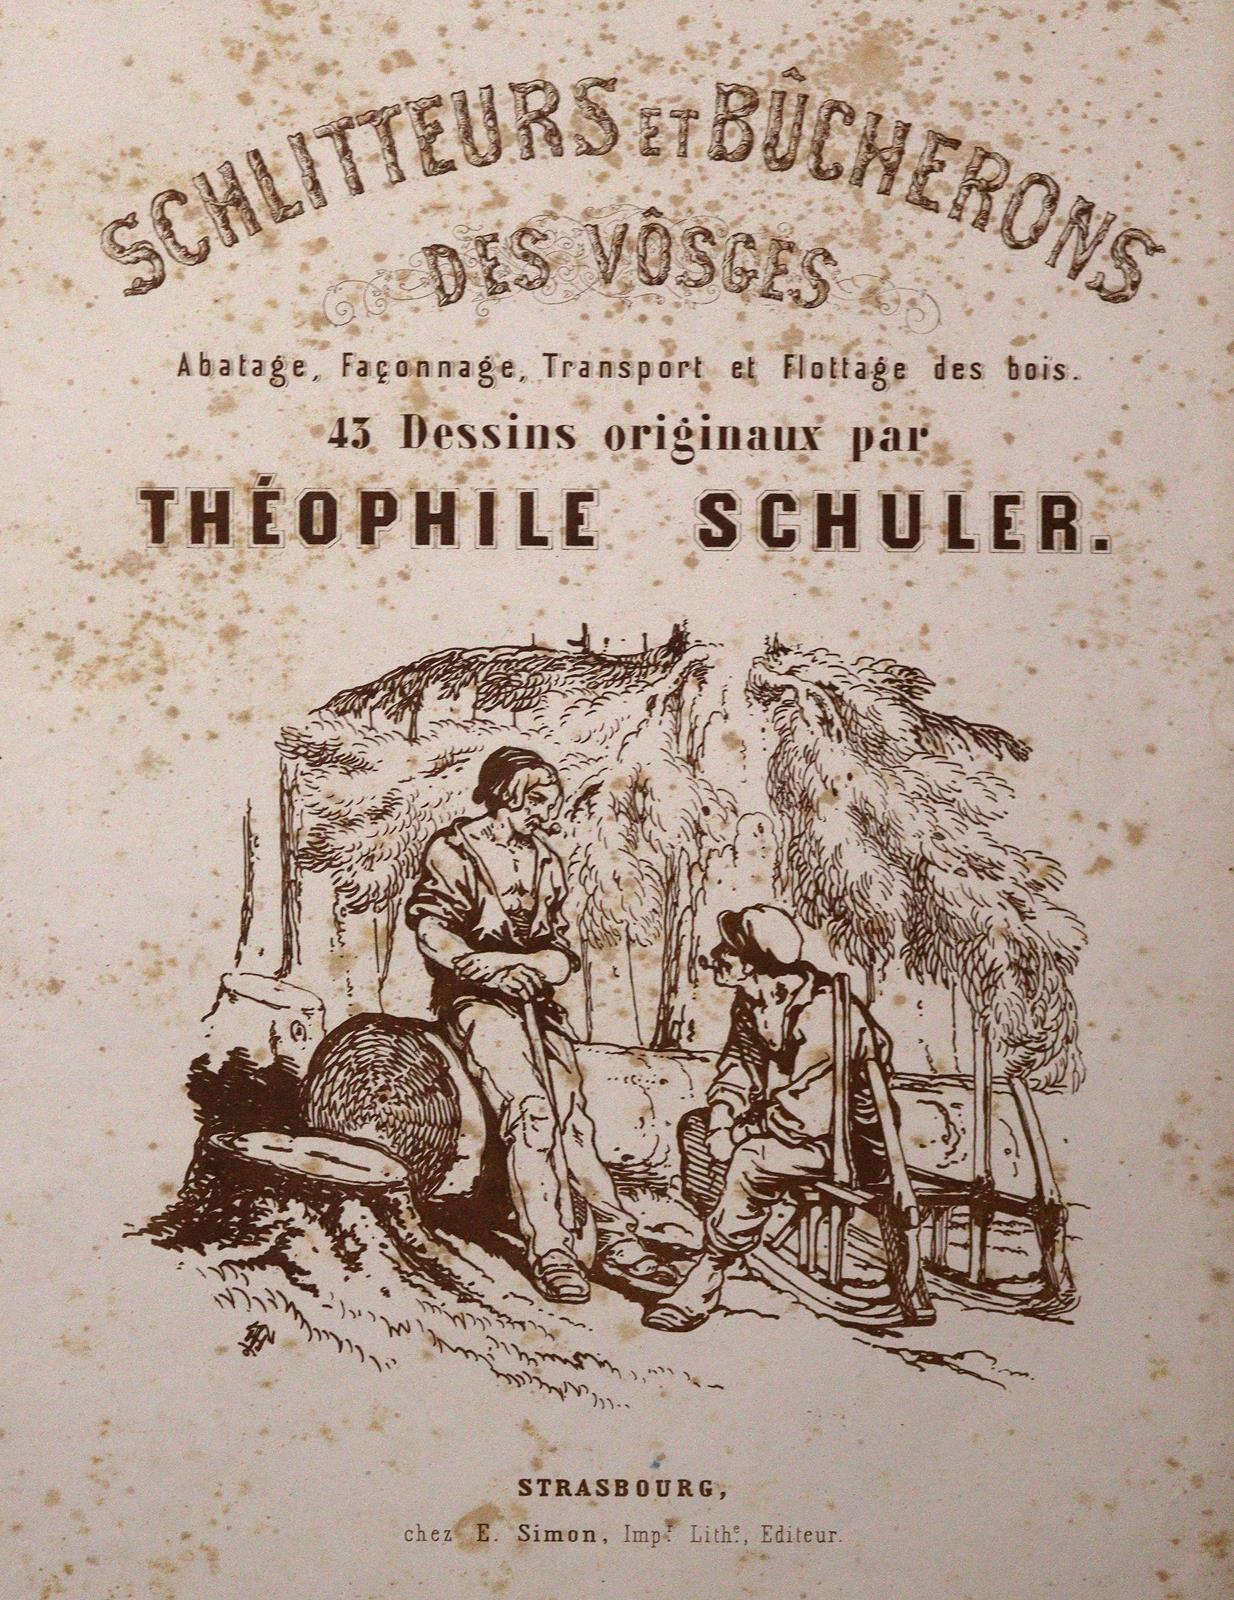 SCHLITTEURS ET BÛCHERONS
DES VÔSGES
Abatage, Façonnage, Transport et Flottage des bois.
43 Dessins originaux par
THÉOPHILE SCHULER.
STRASBOURG,
chez E. Simon, Impr Lithe, Editeur.